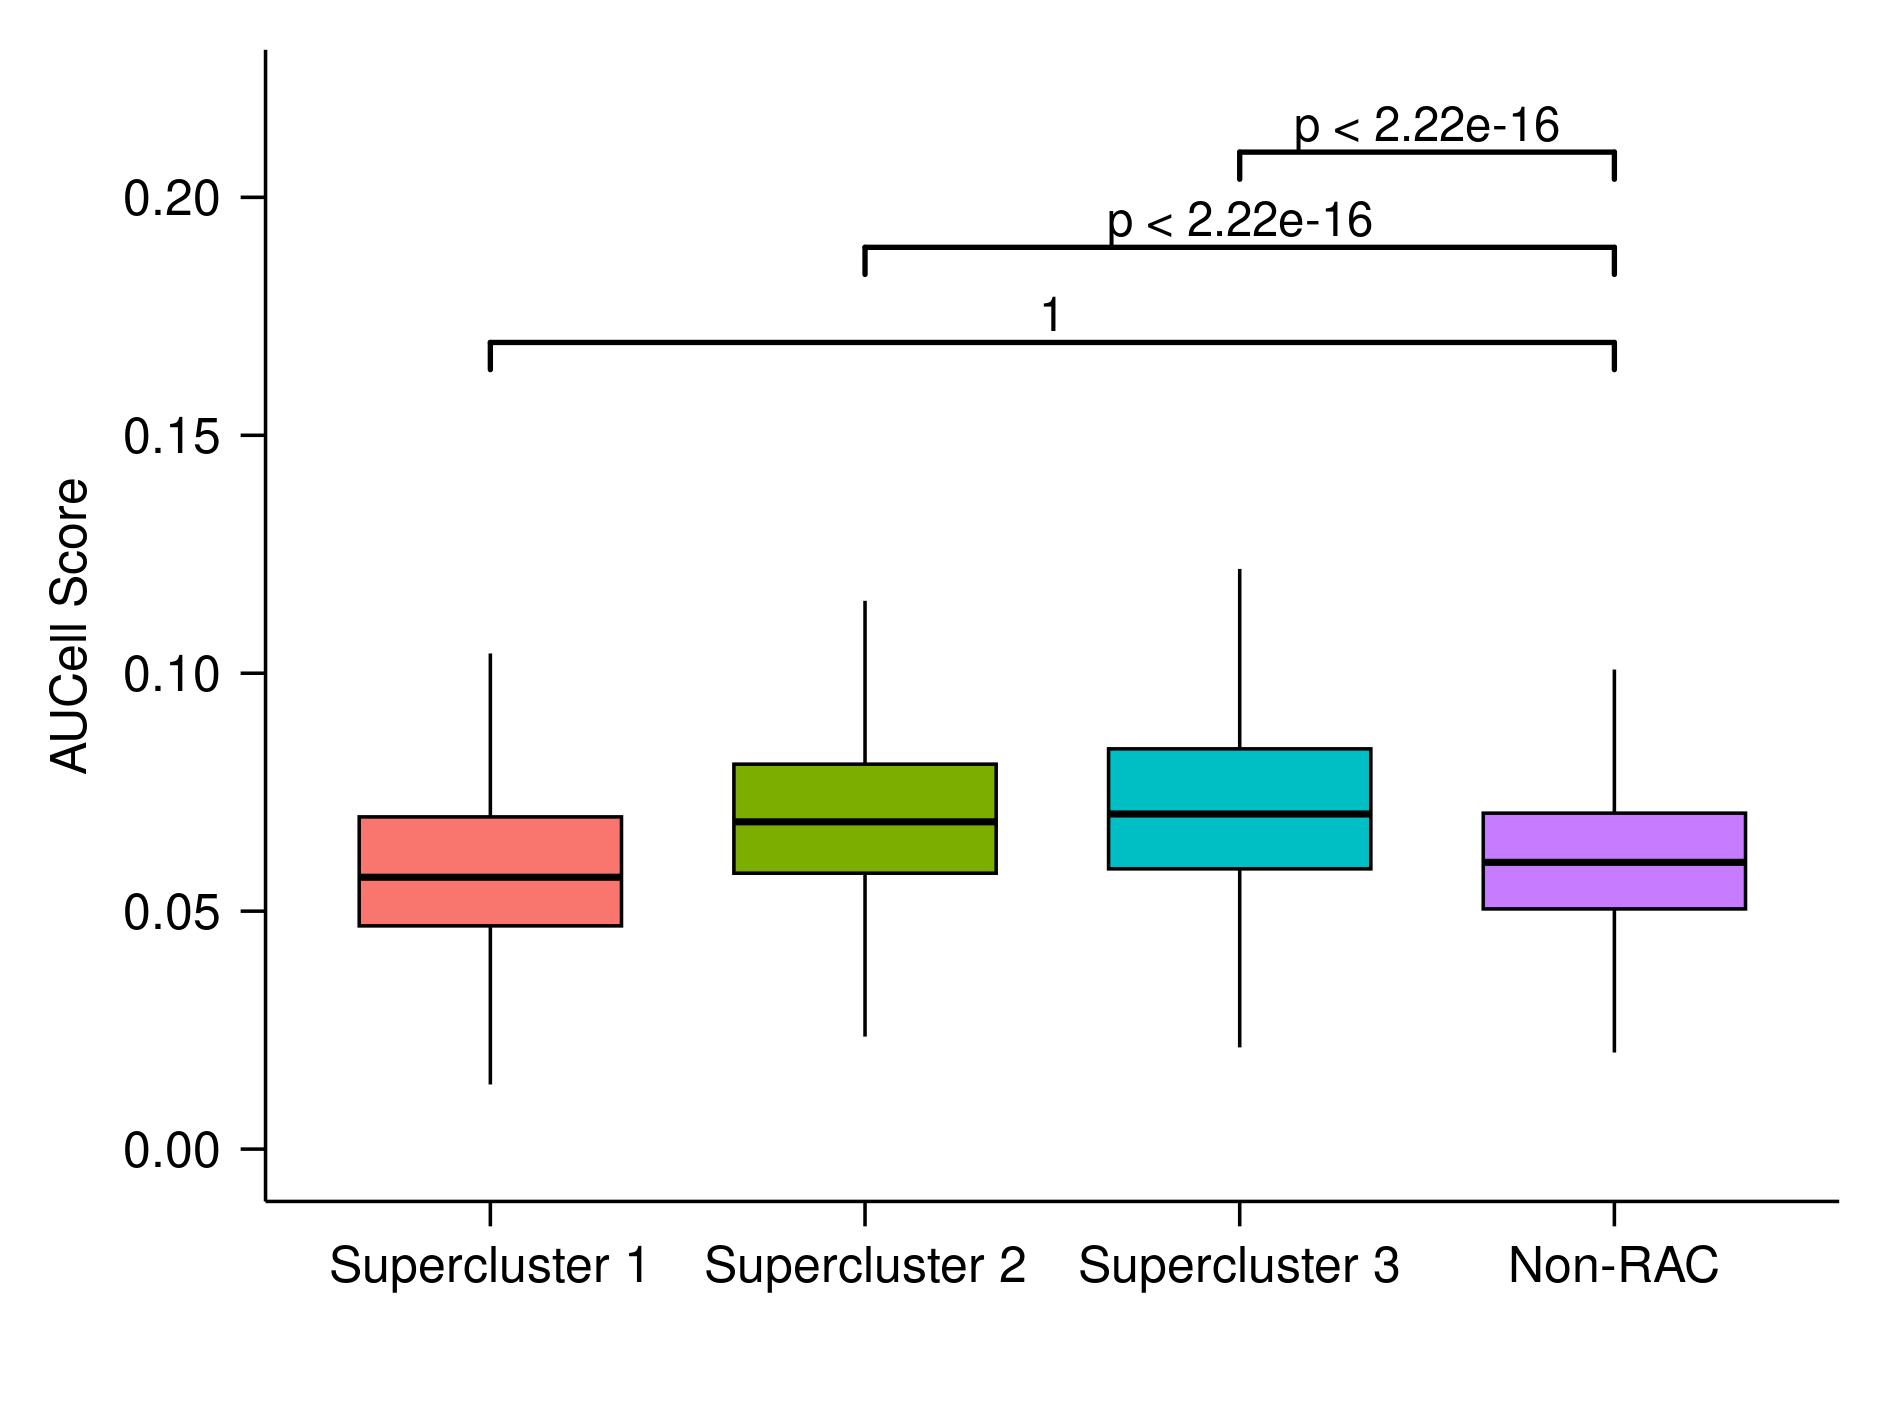 p < 2.22e-16
p < 2.22e-16
1
0.20
0.15
0.10
0.05
0.00
AUCell Score
Supercluster 1
Supercluster 2
Supercluster 3
Non-RAC